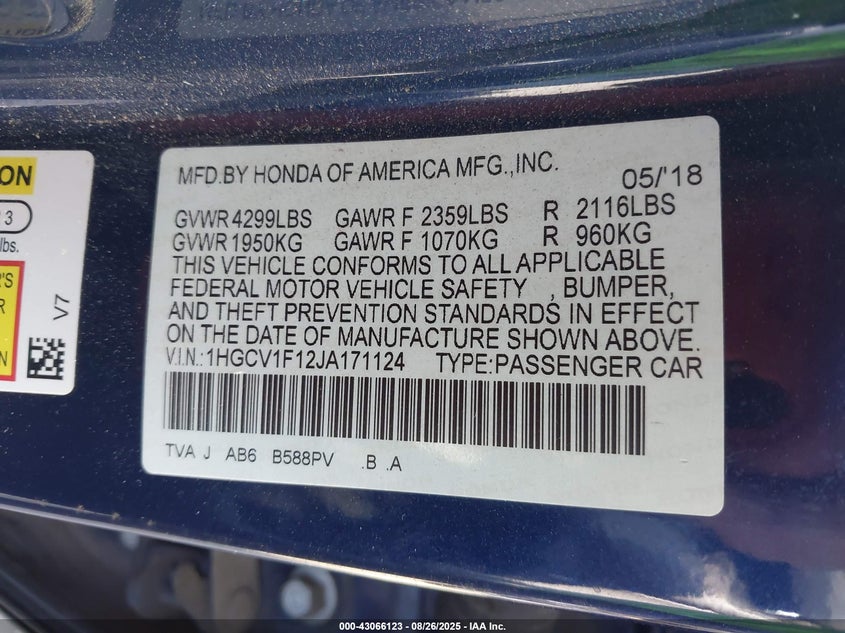 ON
3
lbs.
R'S
R
N
V7
MFD.BY HONDA OF AMERICA MFG.,INC. 05/'18
GVWR 4299LBS GAWR F 2359LBS R 2116LBS
GVWR 1950KG GAWR F 1070KG R 960KG
THIS VEHICLE CONFORMS TO ALL APPLICABLE
FEDERAL MOTOR VEHICLE SAFETY , BUMPER,
AND THEFT PREVENTION STANDARDS IN EFFECT
ON THE DATE OF MANUFACTURE SHOWN ABOVE.
V.I.N.:1HGCV1F12JA171124 TYPE:PASSENGER CAR
TVA J AB6 B588PV .B .A
000-43066123 - 08/26/2025 - IAA Inc.